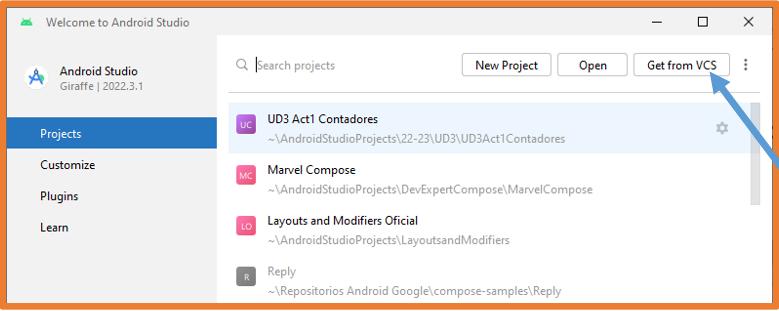 Welcome to Android Studio
Android Studio
Giraffe | 2022.3.1
Search projects
New Project
Open
Get from VCS
Projects
Customize
Plugins
Learn
UC
UD3 Act1 Contadores
~\AndroidStudioProjects\22-23\UD3\UD3Act1Contadores
MC
Marvel Compose
~\AndroidStudioProjects\DevExpertCompose\MarvelCompose
LO
Layouts and Modifiers Oficial
~\AndroidStudioProjects\LayoutsandModifiers
R
Reply
~\Repositorios Android Google\compose-samples\Reply